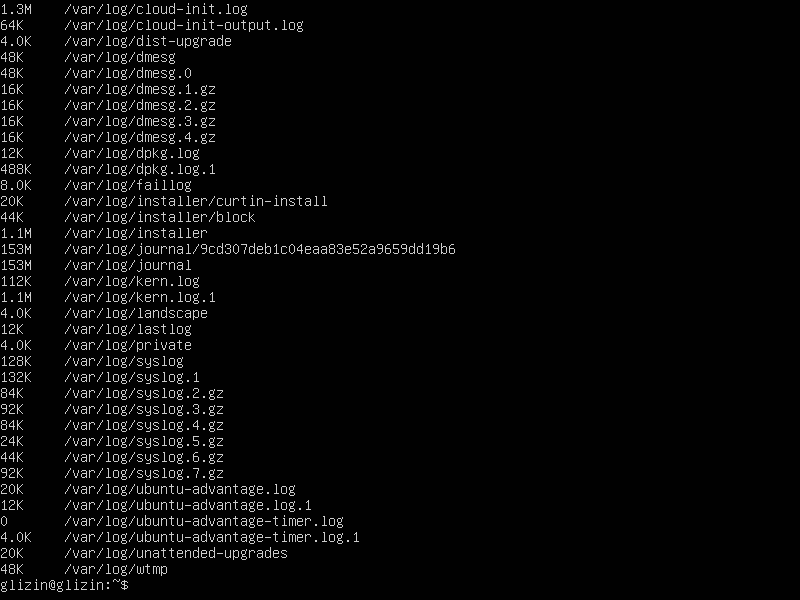 1.3M /var/log/cloud-init.log
64K /var/log/cloud-init-output.log
4.0K /var/log/dist-upgrade
48K /var/log/dmesg
48K /var/log/dmesg.0
16K /var/log/dmesg.1.gz
16K /var/log/dmesg.2.gz
16K /var/log/dmesg.3.gz
16K /var/log/dmesg.4.gz
12K /var/log/dpkg.log
488K /var/log/dpkg.log.1
8.0K /var/log/faillog
20K /var/log/installer/curtin-install
44K /var/log/installer/block
1.1M /var/log/installer
153M /var/log/journal/9cd307deb1c04eaa83e52a9659dd19b6
153M /var/log/journal
112K /var/log/kern.log
1.1M /var/log/kern.log.1
4.0K /var/log/landscape
12K /var/log/lastlog
4.0K /var/log/private
128K /var/log/syslog
132K /var/log/syslog.1
84K /var/log/syslog.2.gz
92K /var/log/syslog.3.gz
84K /var/log/syslog.4.gz
24K /var/log/syslog.5.gz
44K /var/log/syslog.6.gz
92K /var/log/syslog.7.gz
20K /var/log/ubuntu-advantage.log
12K /var/log/ubuntu-advantage.log.1
0 /var/log/ubuntu-advantage-timer.log
4.0K /var/log/ubuntu-advantage-timer.log.1
20K /var/log/unattended-upgrades
48K /var/log/wtmp
glizin@glizin:~$